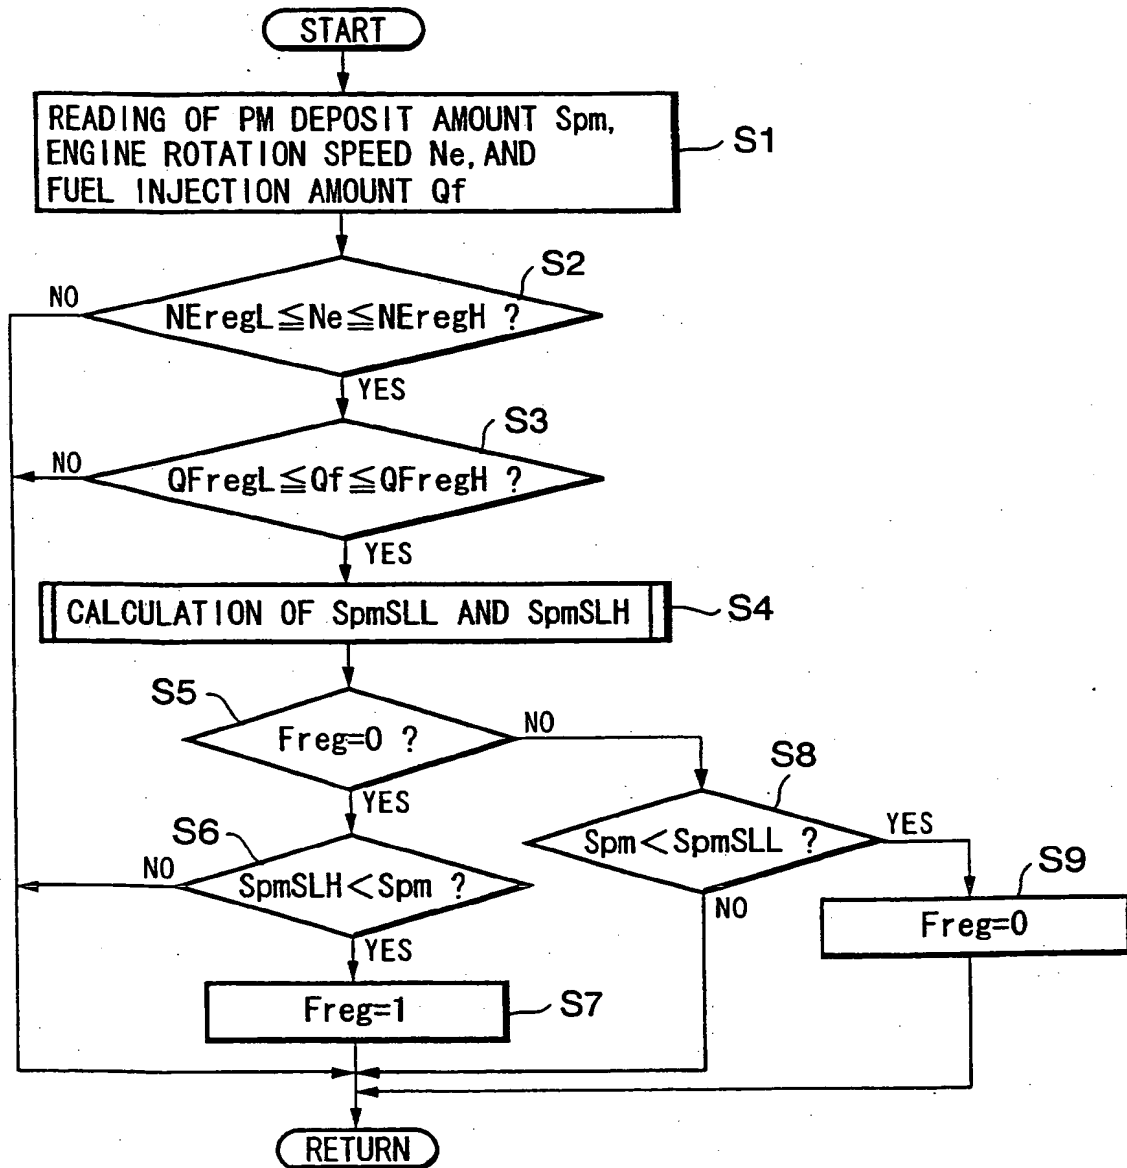 START
READING OF PM DEPOSIT AMOUNT Spm,
ENGINE ROTATION SPEED Ne, AND
FUEL INJECTION AMOUNT Qf
S1
S2
NO
NEregL≦Ne≦NEregH ?
YES
S3
NO
QFregL≦Qf≦QFregH ?
YES
CALCULATION OF SpmSLL AND SpmSLH
S4
S5
Freg=0 ?
NO
YES
S6
NO
SpmSLH<Spm ?
YES
Freg=1
S7
S8
Spm<SpmSLL ?
YES
NO
S9
Freg=0
RETURN